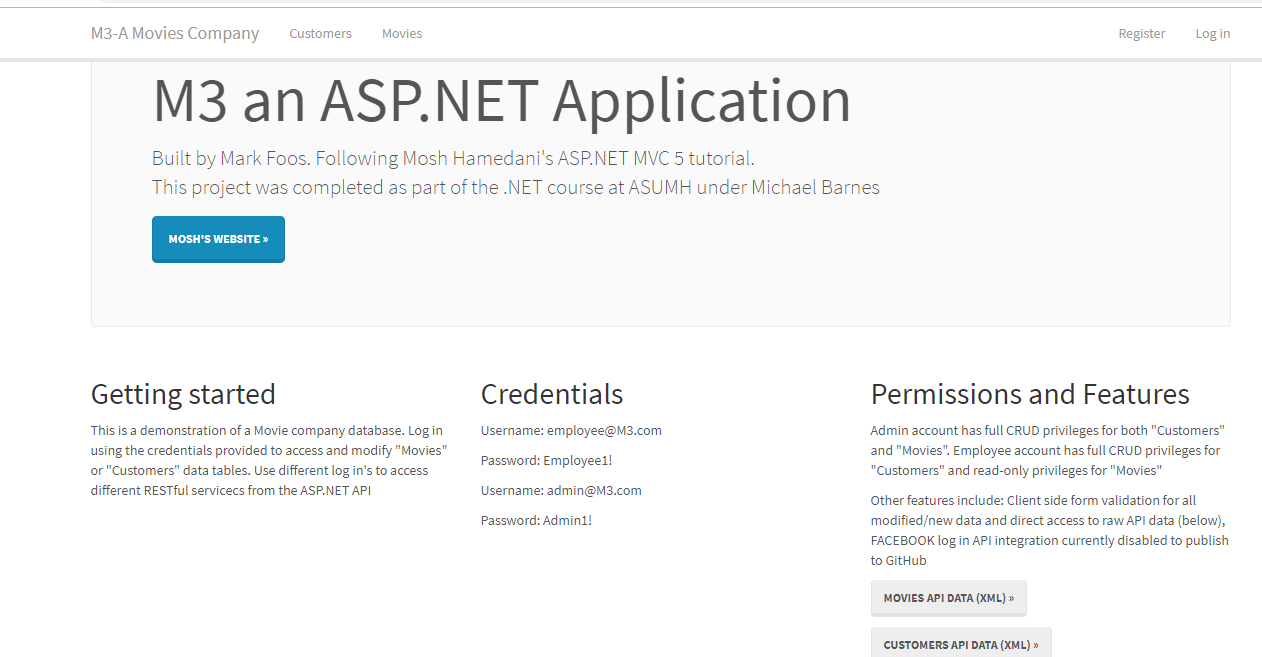 M3-A Movies Company Customers Movies Register Log in
M3 an ASP.NET Application
Built by Mark Foos. Following Mosh Hamedani's ASP.NET MVC 5 tutorial.
This project was completed as part of the .NET course at ASUMH under Michael Barnes
MOSH'S WEBSITE »
Getting started
This is a demonstration of a Movie company database. Log in
using the credentials provided to access and modify "Movies"
or "Customers" data tables. Use different log in's to access
different RESTful servicecs from the ASP.NET API
Credentials
Username: employee@M3.com
Password: Employee1!
Username: admin@M3.com
Password: Admin1!
Permissions and Features
Admin account has full CRUD privileges for both "Customers"
and "Movies". Employee account has full CRUD privileges for
"Customers" and read-only privileges for "Movies"
Other features include: Client side form validation for all
modified/new data and direct access to raw API data (below),
FACEBOOK log in API integration currently disabled to publish
to GitHub
MOVIES API DATA (XML) »
CUSTOMERS API DATA (XML) »